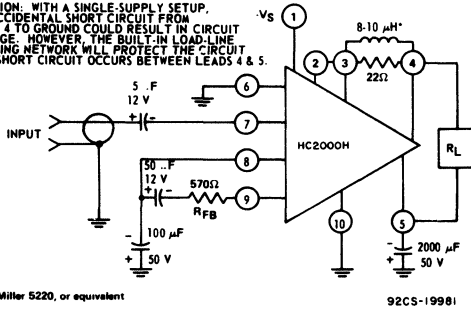 ION: WITH A SINGLE-SUPPLY SETUP,
CIDENTAL SHORT CIRCUIT FROM
4 TO GROUND COULD RESULT IN CIRCUIT
GE. HOWEVER, THE BUILT-IN LOAD-LINE
ING NETWORK WILL PROTECT THE CIRCUIT
SHORT CIRCUIT OCCURS BETWEEN LEADS 4 & 5.
VS
1
8-10 μH*
2
3
4
22Ω
5 .F
12 V
+ -
6
INPUT
7
HC2000H
RL
50 ..F
12 V
8
+ -
570Ω
9
RFB
10
5
- 100 μF
+ 50 V
- 2000 μF
+ 50 V
Miller 5220, or equivalent
92CS-19981